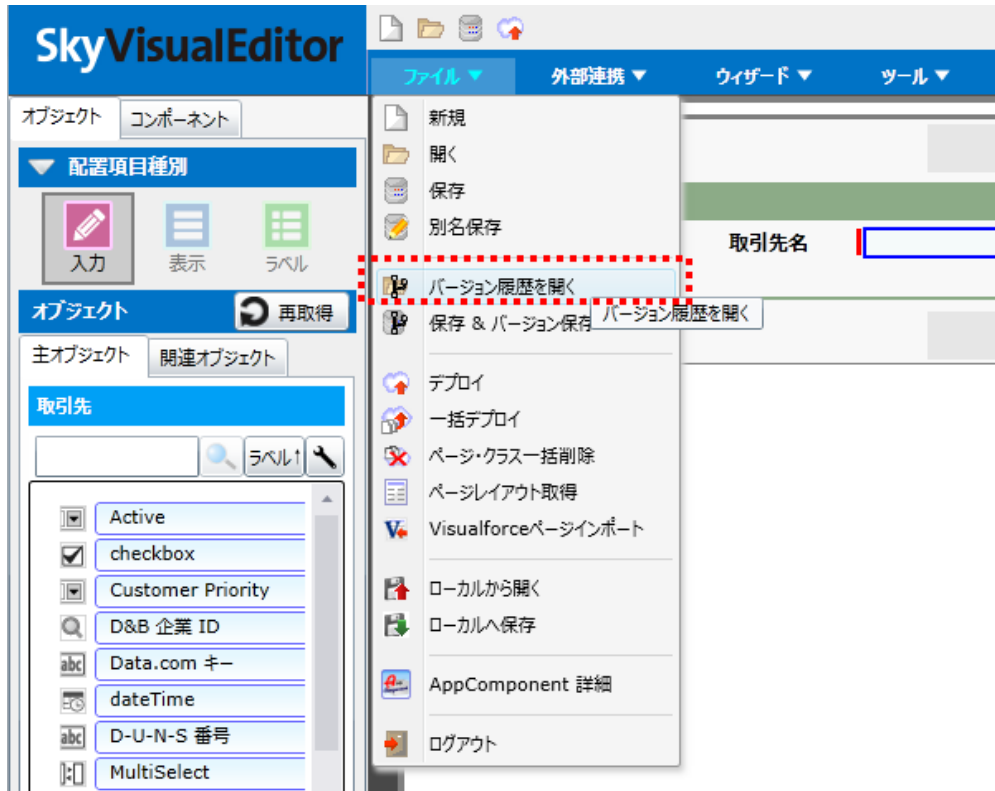 SkyVisualEditor
ファイル ▼ 外部連携 ▼ ウィザード ▼ ツール ▼
オブジェクト コンポーネント
▼ 配置項目種別
入力 表示 ラベル
オブジェクト 再取得
主オブジェクト 関連オブジェクト
取引先
ラベル↑
Active
checkbox
Customer Priority
D&B 企業 ID
Data.com キー
dateTime
D-U-N-S 番号
MultiSelect
新規
開く
保存
別名保存
バージョン履歴を開く
保存 & バージョン保存
バージョン履歴を開く
デプロイ
一括デプロイ
ページ・クラス一括削除
ページレイアウト取得
Visualforceページインポート
ローカルから開く
ローカルへ保存
AppComponent 詳細
ログアウト
取引先名